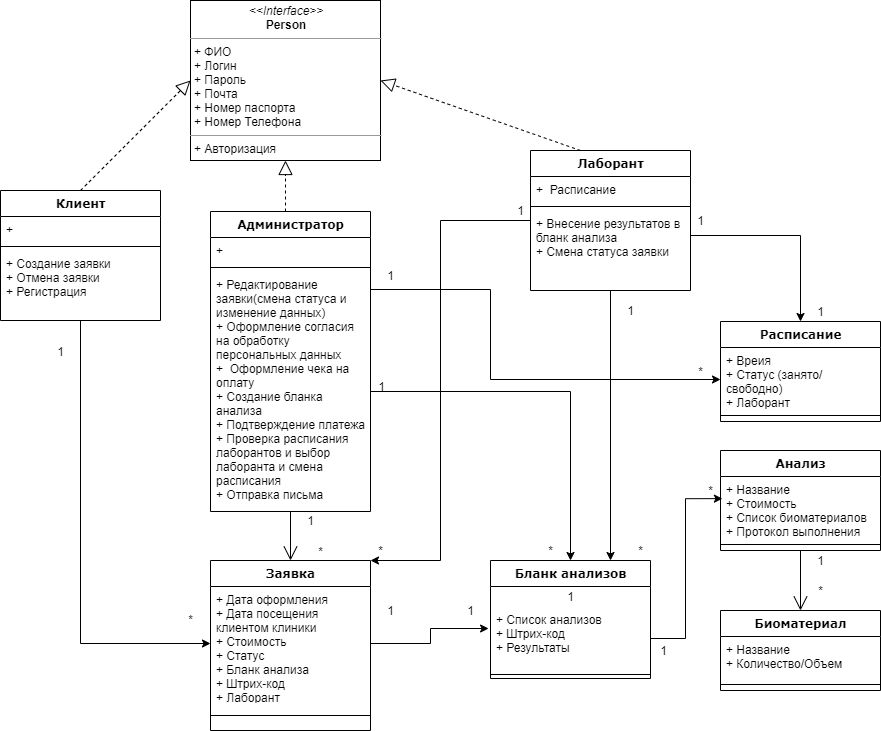 <<Interface>>
Person
+ ФИО
+ Логин
+ Пароль
+ Почта
+ Номер паспорта
+ Номер Телефона
+ Авторизация
Клиент
+
+ Создание заявки
+ Отмена заявки
+ Регистрация
1
Администратор
+
+ Редактирование
заявки(смена статуса и
изменение данных)
+ Оформление согласия
на обработку
персональных данных
+  Оформление чека на
оплату
+ Создание бланка
анализа
+ Подтверждение платежа
+ Проверка расписания
лаборантов и выбор
лаборанта и смена
расписания
+ Отправка письма
1
1
1
Лаборант
+  Расписание
+ Внесение результатов в
бланк анализа
+ Смена статуса заявки
1
1
1
1
*
Расписание
+ Вреия
+ Статус (занято/
свободно)
+ Лаборант
Анализ
+ Название
+ Стоимость
+ Список биоматериалов
+ Протокол выполнения
*
1
*
Биоматериал
+ Название
+ Количество/Объем
*
*
*
Заявка
+ Дата оформления
+ Дата посещения
клиентом клиники
+ Стоимость
+ Статус
+ Бланк анализа
+ Штрих-код
+ Лаборант
1
1
*
*
Бланк анализов
1
+ Список анализов
+ Штрих-код
+ Результаты
1